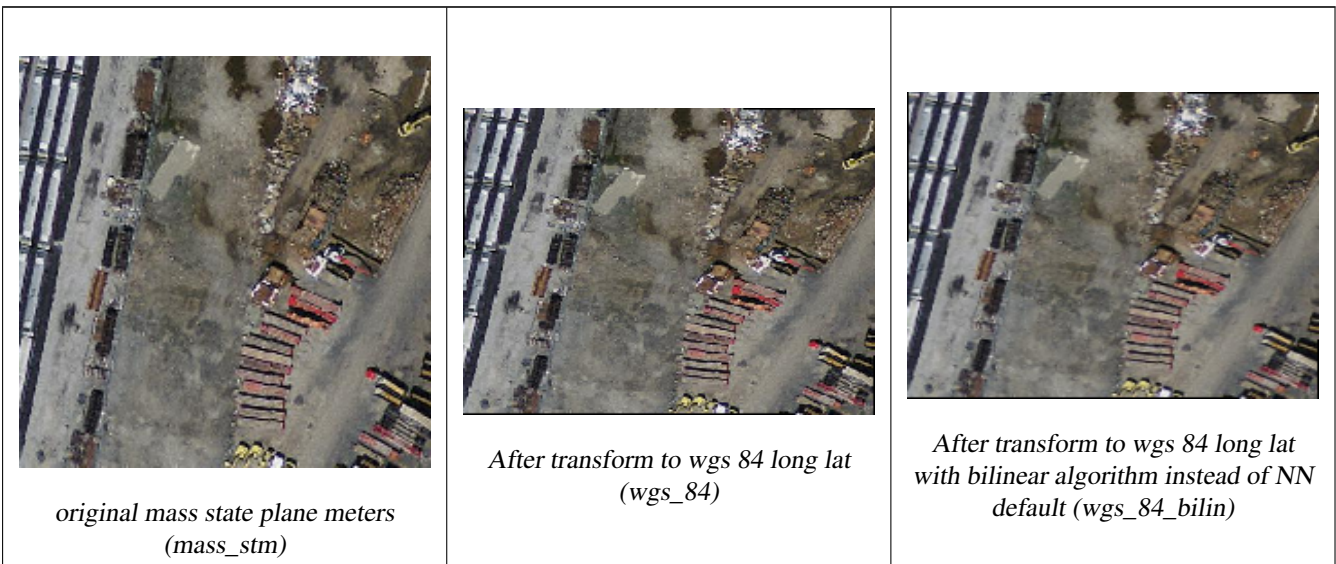 original mass state plane meters
(mass_stm)
After transform to wgs 84 long lat
(wgs_84)
After transform to wgs 84 long lat
with bilinear algorithm instead of NN
default (wgs_84_bilin)